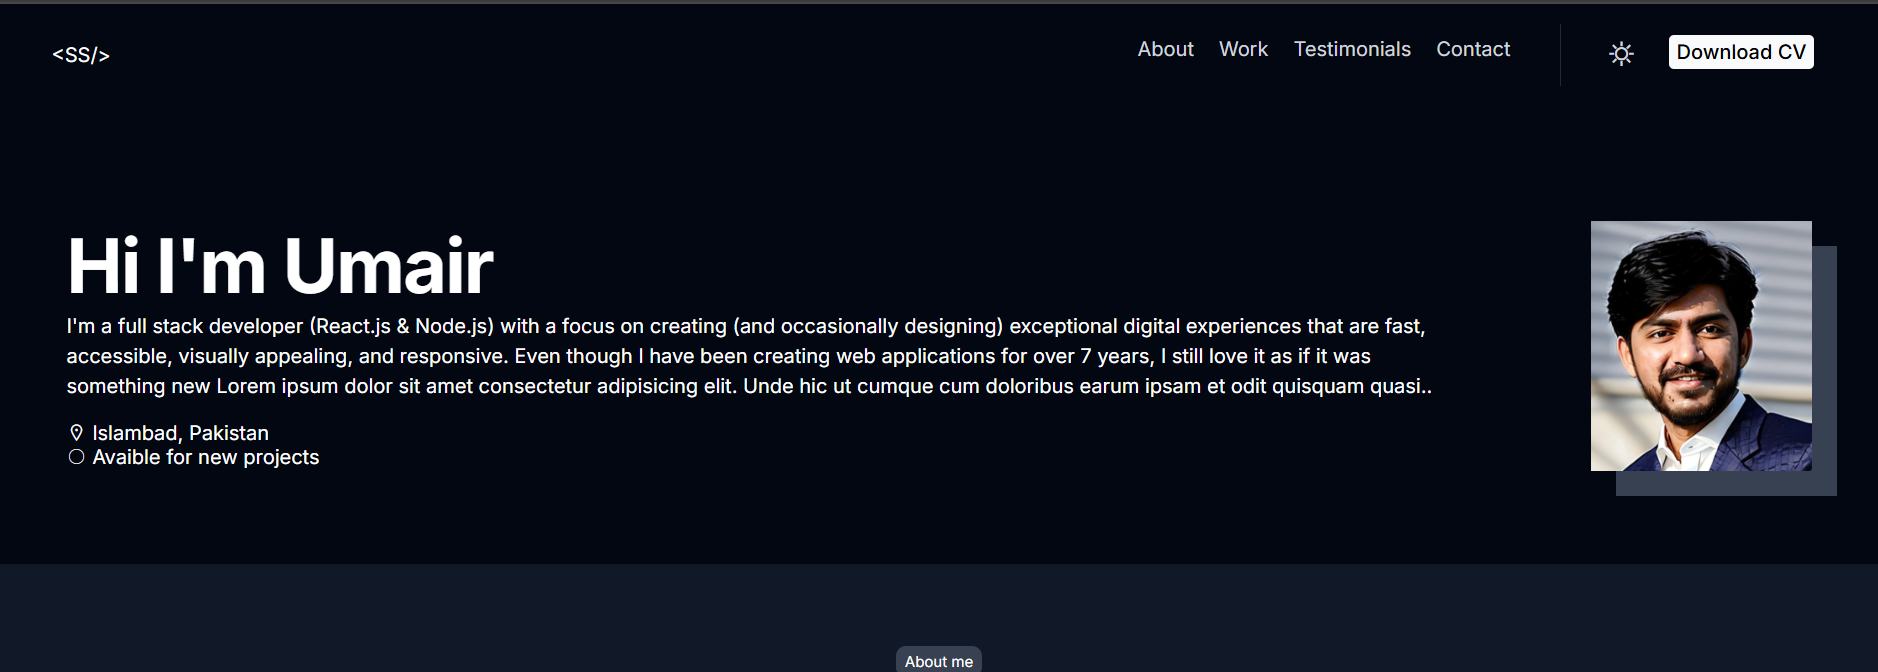 <SS/>
About Work Testimonials Contact Download CV
Hi I'm Umair
I'm a full stack developer (React.js & Node.js) with a focus on creating (and occasionally designing) exceptional digital experiences that are fast,
accessible, visually appealing, and responsive. Even though I have been creating web applications for over 7 years, I still love it as if it was
something new Lorem ipsum dolor sit amet consectetur adipisicing elit. Unde hic ut cumque cum doloribus earum ipsam et odit quisquam quasi..
Islambad, Pakistan
Avaible for new projects
About me